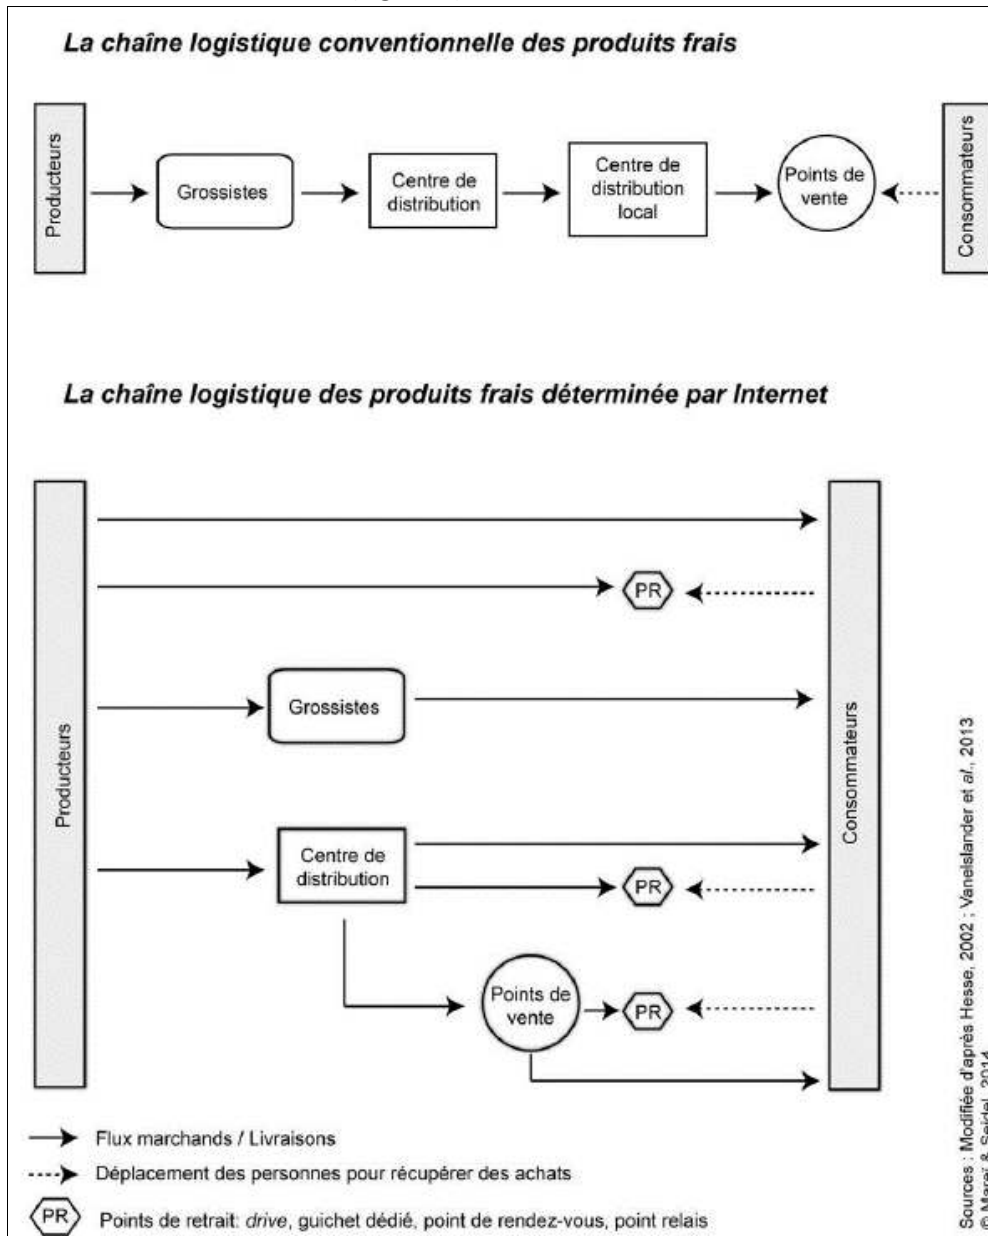 La chaîne logistique conventionnelle des produits frais
Producteurs
Grossistes
Centre de
distribution
Centre de
distribution
local
Points de
vente
Consommateurs
La chaîne logistique des produits frais déterminée par Internet
Producteurs
PR
Grossistes
Centre de
distribution
PR
Points de
vente
PR
Consommateurs
Flux marchands / Livraisons
Déplacement des personnes pour récupérer des achats
PR
Points de retrait: drive, guichet dédié, point de rendez-vous, point relais
Sources : Modifiée d'après Hesse, 2002 ; Vanelslander et al., 2013
© Mareï & Seidel, 2014